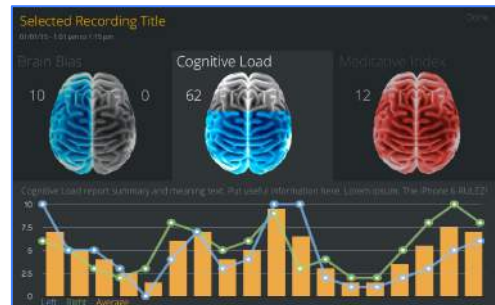 Selected Recording Title
Done
01/01/15 - 1:01 pm to 1:15 pm
Brain Bias
Cognitive Load
Meditative Index
10
0
62
12
Cognitive Load report summary and meaning text. Put useful information here. Lorem ipsum. The iPhone 6 RULEZ!
10
7.5
5
2.5
0
Left Right Average